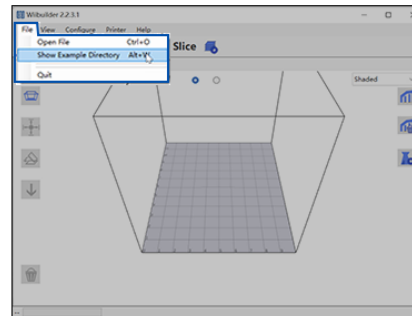 Wiibuilder 2.2.3.1
File View Configure Printer Help
Open File Ctrl+O
Show Example Directory Alt+
Quit
Slice
Shaded